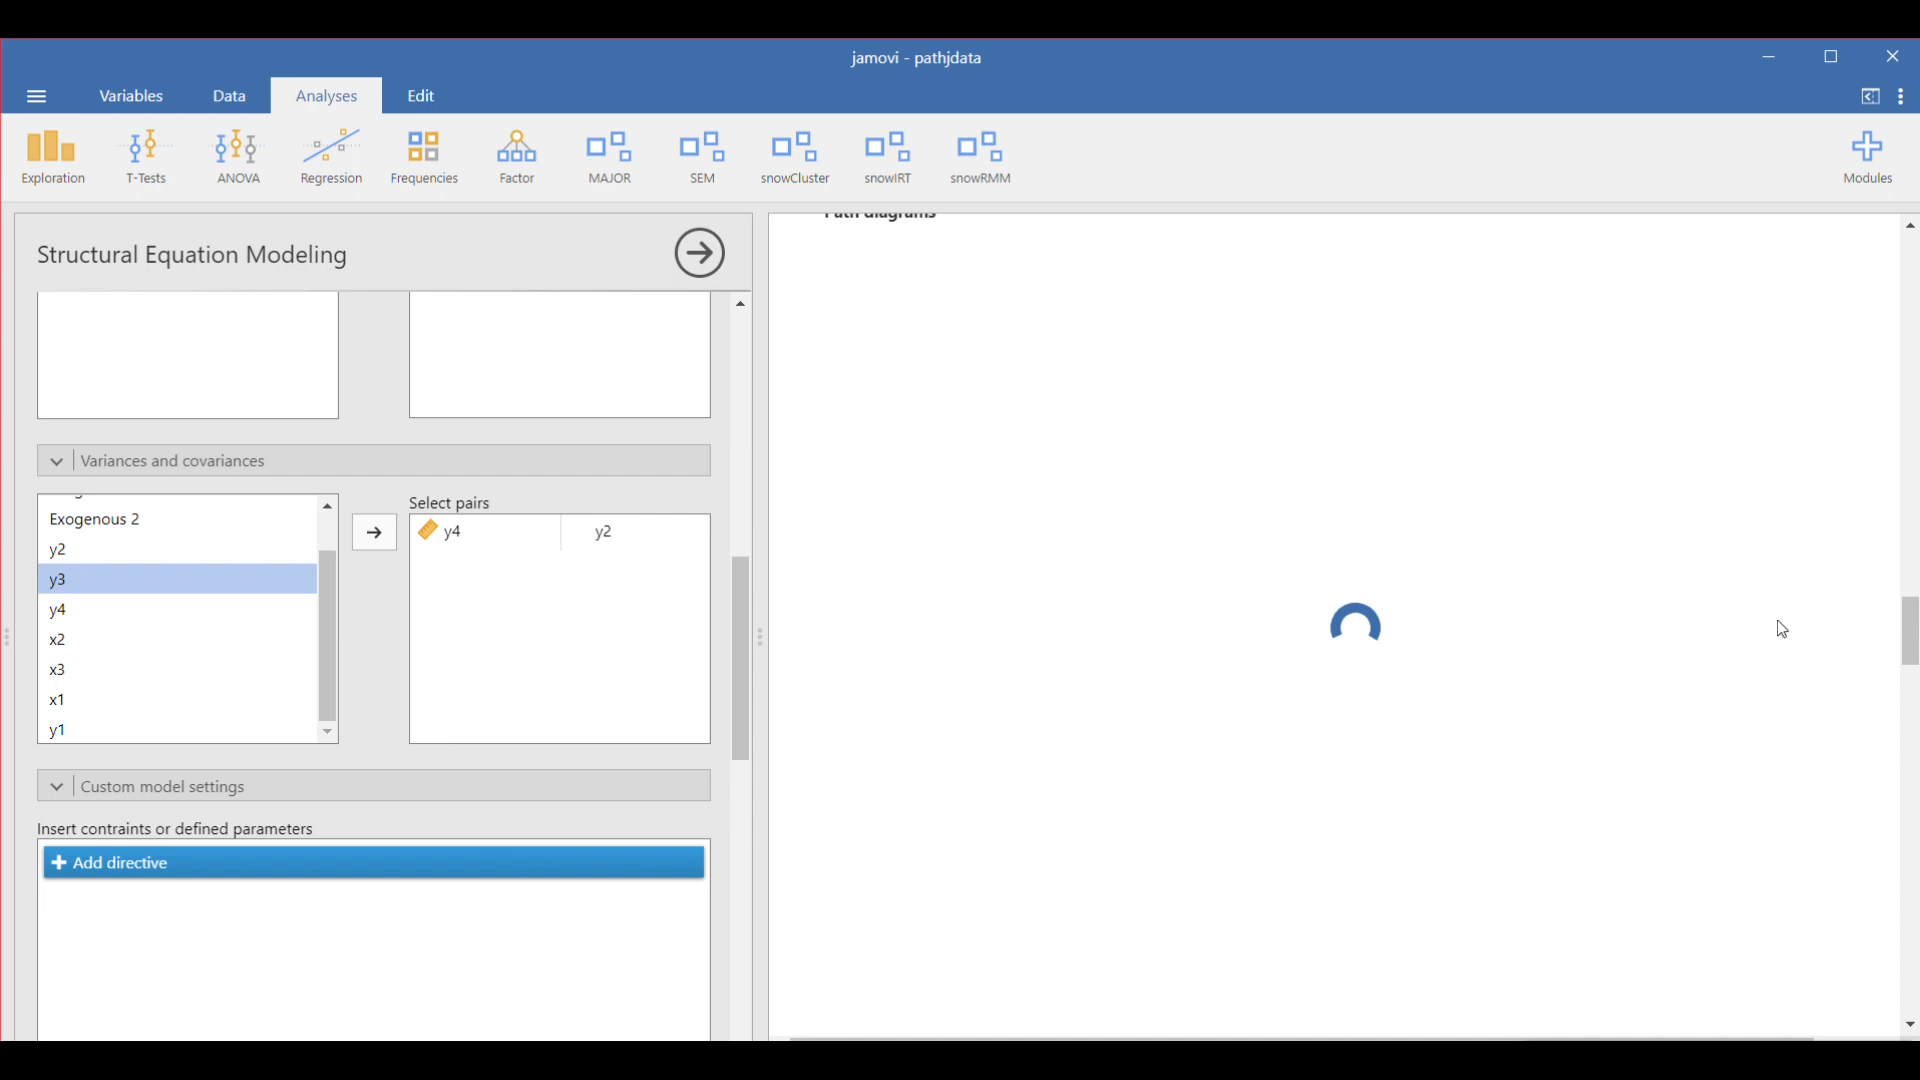 jamovi - pathjdata
Variables
Data
Analyses
Edit
Exploration
T-Tests
ANOVA
Regression
Frequencies
Factor
MAJOR
SEM
snowCluster
snowIRT
snowRMM
Modules
Structural Equation Modeling
Path diagrams
Variances and covariances
Select pairs
Exogenous 2
y2
y3
y4
x2
x3
x1
y1
y4 y2
Custom model settings
Insert contraints or defined parameters
Add directive